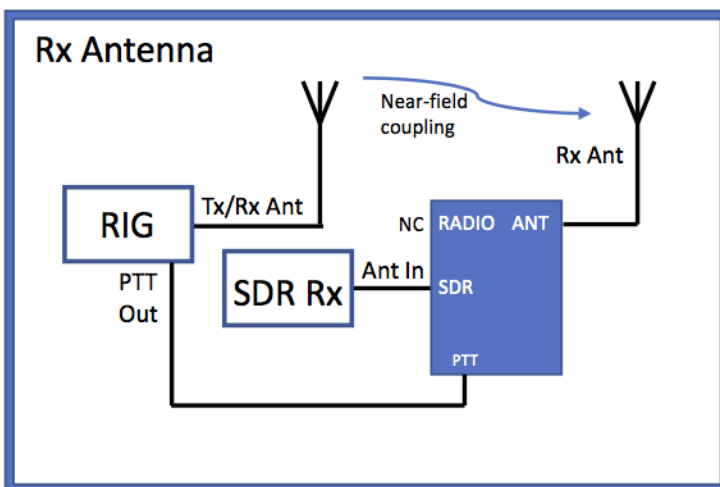 Rx Antenna
Near-field
coupling
Rx Ant
Tx/Rx Ant
RIG
NC
RADIO ANT
Ant In
SDR Rx
SDR
PTT
Out
PTT